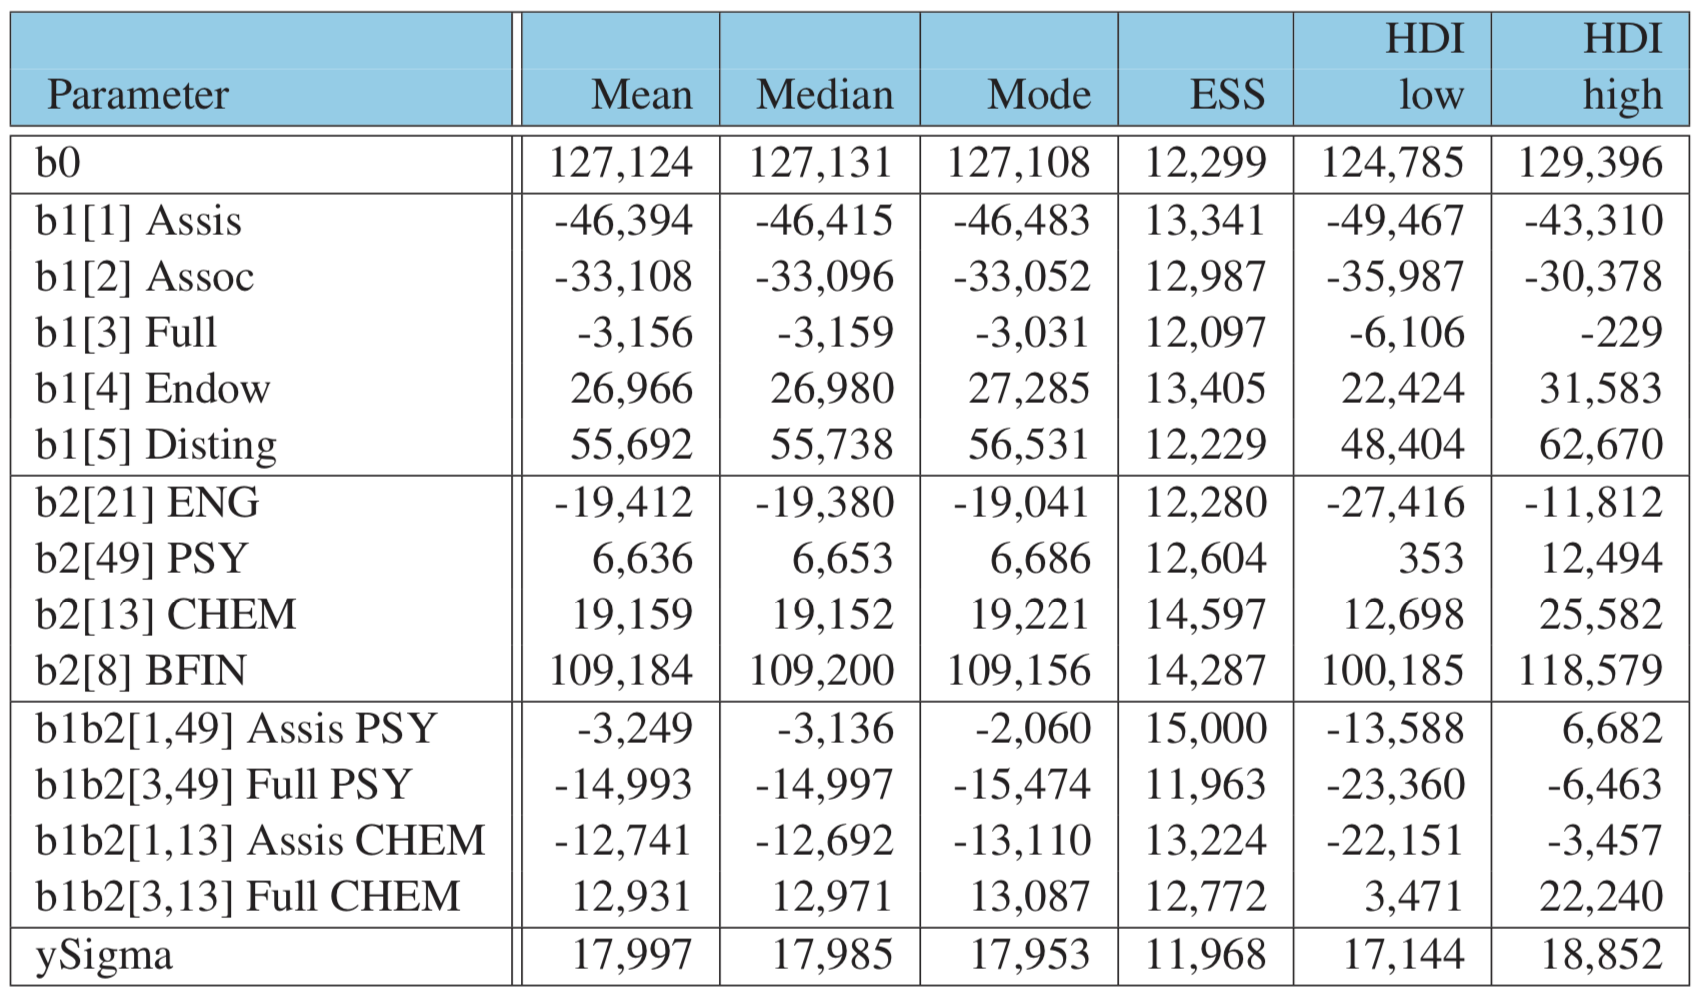 HDI HDI
Parameter Mean Median Mode ESS low high
b0 127,124 127,131 127,108 12,299 124,785 129,396
b1[1] Assis -46,394 -46,415 -46,483 13,341 -49,467 -43,310
b1[2] Assoc -33,108 -33,096 -33,052 12,987 -35,987 -30,378
b1[3] Full -3,156 -3,159 -3,031 12,097 -6,106 -229
b1[4] Endow 26,966 26,980 27,285 13,405 22,424 31,583
b1[5] Disting 55,692 55,738 56,531 12,229 48,404 62,670
b2[21] ENG -19,412 -19,380 -19,041 12,280 -27,416 -11,812
b2[49] PSY 6,636 6,653 6,686 12,604 353 12,494
b2[13] CHEM 19,159 19,152 19,221 14,597 12,698 25,582
b2[8] BFIN 109,184 109,200 109,156 14,287 100,185 118,579
b1b2[1,49] Assis PSY -3,249 -3,136 -2,060 15,000 -13,588 6,682
b1b2[3,49] Full PSY -14,993 -14,997 -15,474 11,963 -23,360 -6,463
b1b2[1,13] Assis CHEM -12,741 -12,692 -13,110 13,224 -22,151 -3,457
b1b2[3,13] Full CHEM 12,931 12,971 13,087 12,772 3,471 22,240
ySigma 17,997 17,985 17,953 11,968 17,144 18,852